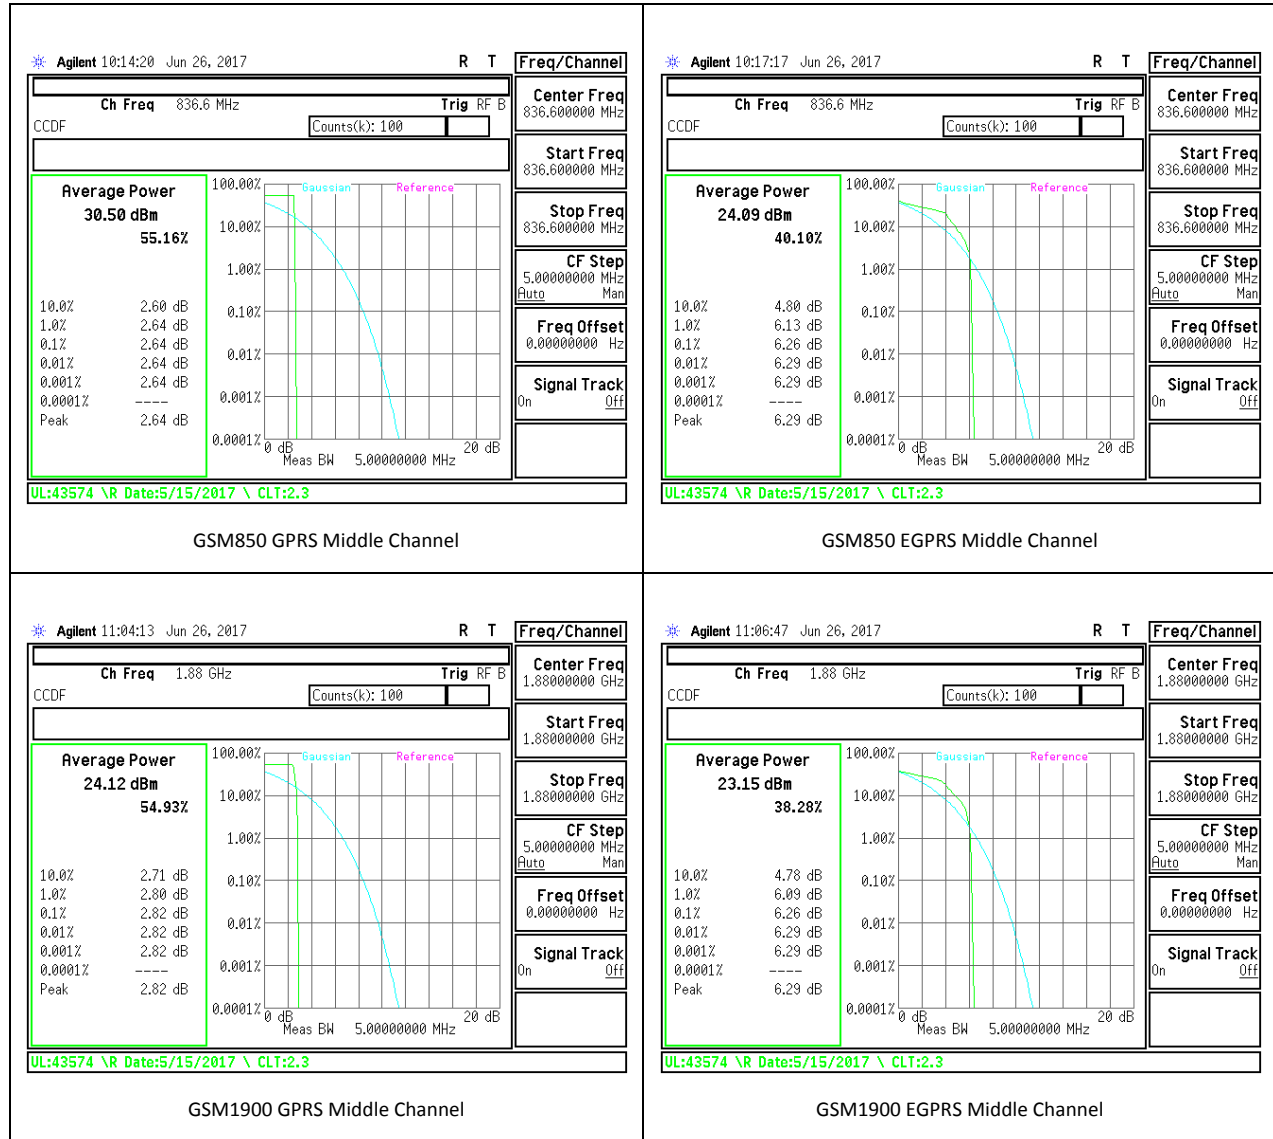 Agilent 10:14:20 Jun 26, 2017 R T Freq/Channel
Ch Freq 836.6 MHz Trig RF B
CCDF Counts(k): 100
Average Power
30.50 dBm
55.16%
10.0% 2.60 dB
1.0% 2.64 dB
0.1% 2.64 dB
0.01% 2.64 dB
0.001% 2.64 dB
0.0001% ----
Peak 2.64 dB
Gaussian Reference
100.00%
10.00%
1.00%
0.10%
0.01%
0.001%
0.0001%
0 dB 20 dB
Meas BW 5.00000000 MHz
Center Freq
836.600000 MHz
Start Freq
836.600000 MHz
Stop Freq
836.600000 MHz
CF Step
5.00000000 MHz
Auto Man
Freq Offset
0.00000000 Hz
Signal Track
On Off
UL:43574 \R Date:5/15/2017 \ CLT:2.3
GSM850 GPRS Middle Channel
Agilent 10:17:17 Jun 26, 2017 R T Freq/Channel
Ch Freq 836.6 MHz Trig RF B
CCDF Counts(k): 100
Average Power
24.09 dBm
40.10%
10.0% 4.80 dB
1.0% 6.13 dB
0.1% 6.26 dB
0.01% 6.29 dB
0.001% 6.29 dB
0.0001% ----
Peak 6.29 dB
Gaussian Reference
100.00%
10.00%
1.00%
0.10%
0.01%
0.001%
0.0001%
0 dB 20 dB
Meas BW 5.00000000 MHz
Center Freq
836.600000 MHz
Start Freq
836.600000 MHz
Stop Freq
836.600000 MHz
CF Step
5.00000000 MHz
Auto Man
Freq Offset
0.00000000 Hz
Signal Track
On Off
UL:43574 \R Date:5/15/2017 \ CLT:2.3
GSM850 EGPRS Middle Channel
Agilent 11:04:13 Jun 26, 2017 R T Freq/Channel
Ch Freq 1.88 GHz Trig RF B
CCDF Counts(k): 100
Average Power
24.12 dBm
54.93%
10.0% 2.71 dB
1.0% 2.80 dB
0.1% 2.82 dB
0.01% 2.82 dB
0.001% 2.82 dB
0.0001% ----
Peak 2.82 dB
Gaussian Reference
100.00%
10.00%
1.00%
0.10%
0.01%
0.001%
0.0001%
0 dB 20 dB
Meas BW 5.00000000 MHz
Center Freq
1.88000000 GHz
Start Freq
1.88000000 GHz
Stop Freq
1.88000000 GHz
CF Step
5.00000000 MHz
Auto Man
Freq Offset
0.00000000 Hz
Signal Track
On Off
UL:43574 \R Date:5/15/2017 \ CLT:2.3
GSM1900 GPRS Middle Channel
Agilent 11:06:47 Jun 26, 2017 R T Freq/Channel
Ch Freq 1.88 GHz Trig RF B
CCDF Counts(k): 100
Average Power
23.15 dBm
38.28%
10.0% 4.78 dB
1.0% 6.09 dB
0.1% 6.26 dB
0.01% 6.29 dB
0.001% 6.29 dB
0.0001% ----
Peak 6.29 dB
Gaussian Reference
100.00%
10.00%
1.00%
0.10%
0.01%
0.001%
0.0001%
0 dB 20 dB
Meas BW 5.00000000 MHz
Center Freq
1.88000000 GHz
Start Freq
1.88000000 GHz
Stop Freq
1.88000000 GHz
CF Step
5.00000000 MHz
Auto Man
Freq Offset
0.00000000 Hz
Signal Track
On Off
UL:43574 \R Date:5/15/2017 \ CLT:2.3
GSM1900 EGPRS Middle Channel